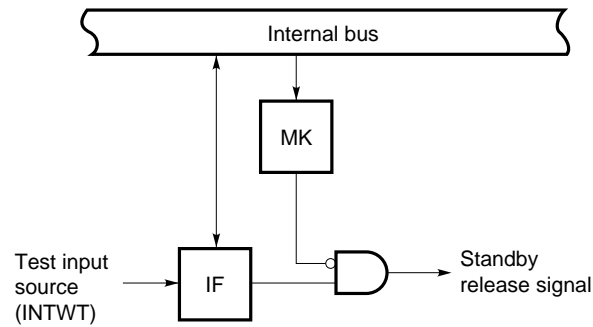 Internal bus
MK
Test input
source
(INTWT)
IF
Standby
release signal